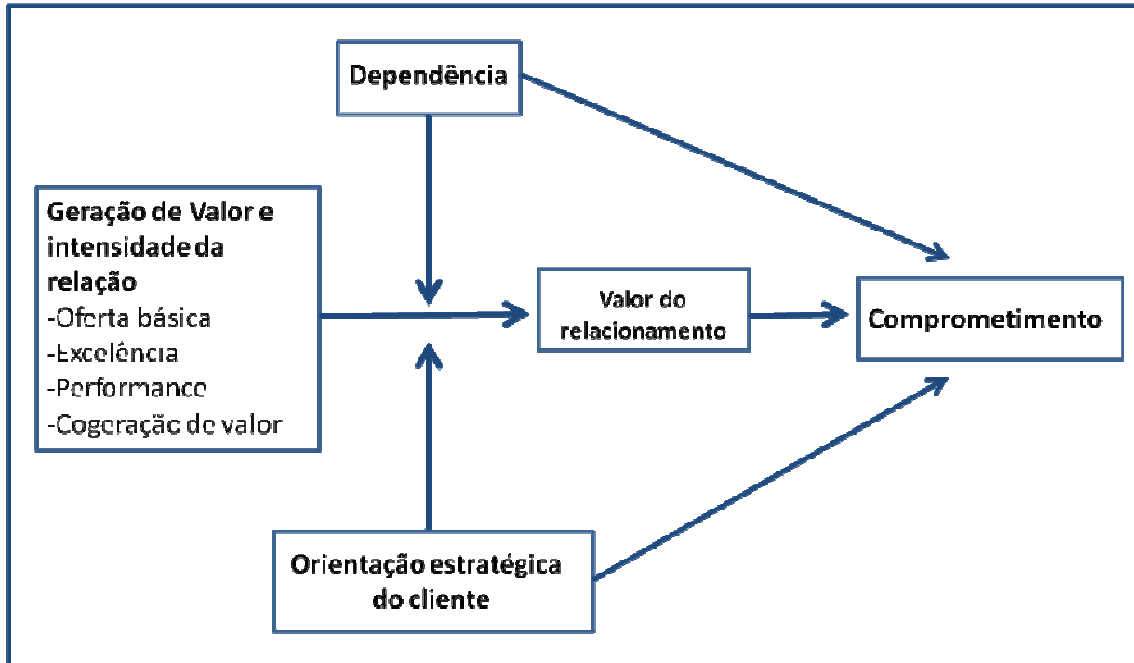 Dependência
Geração de Valor e
intensidade da
relação
-Oferta básica
-Excelência
-Performance
-Cogeração de valor
Valor do
relacionamento
Comprometimento
Orientação estratégica
do cliente